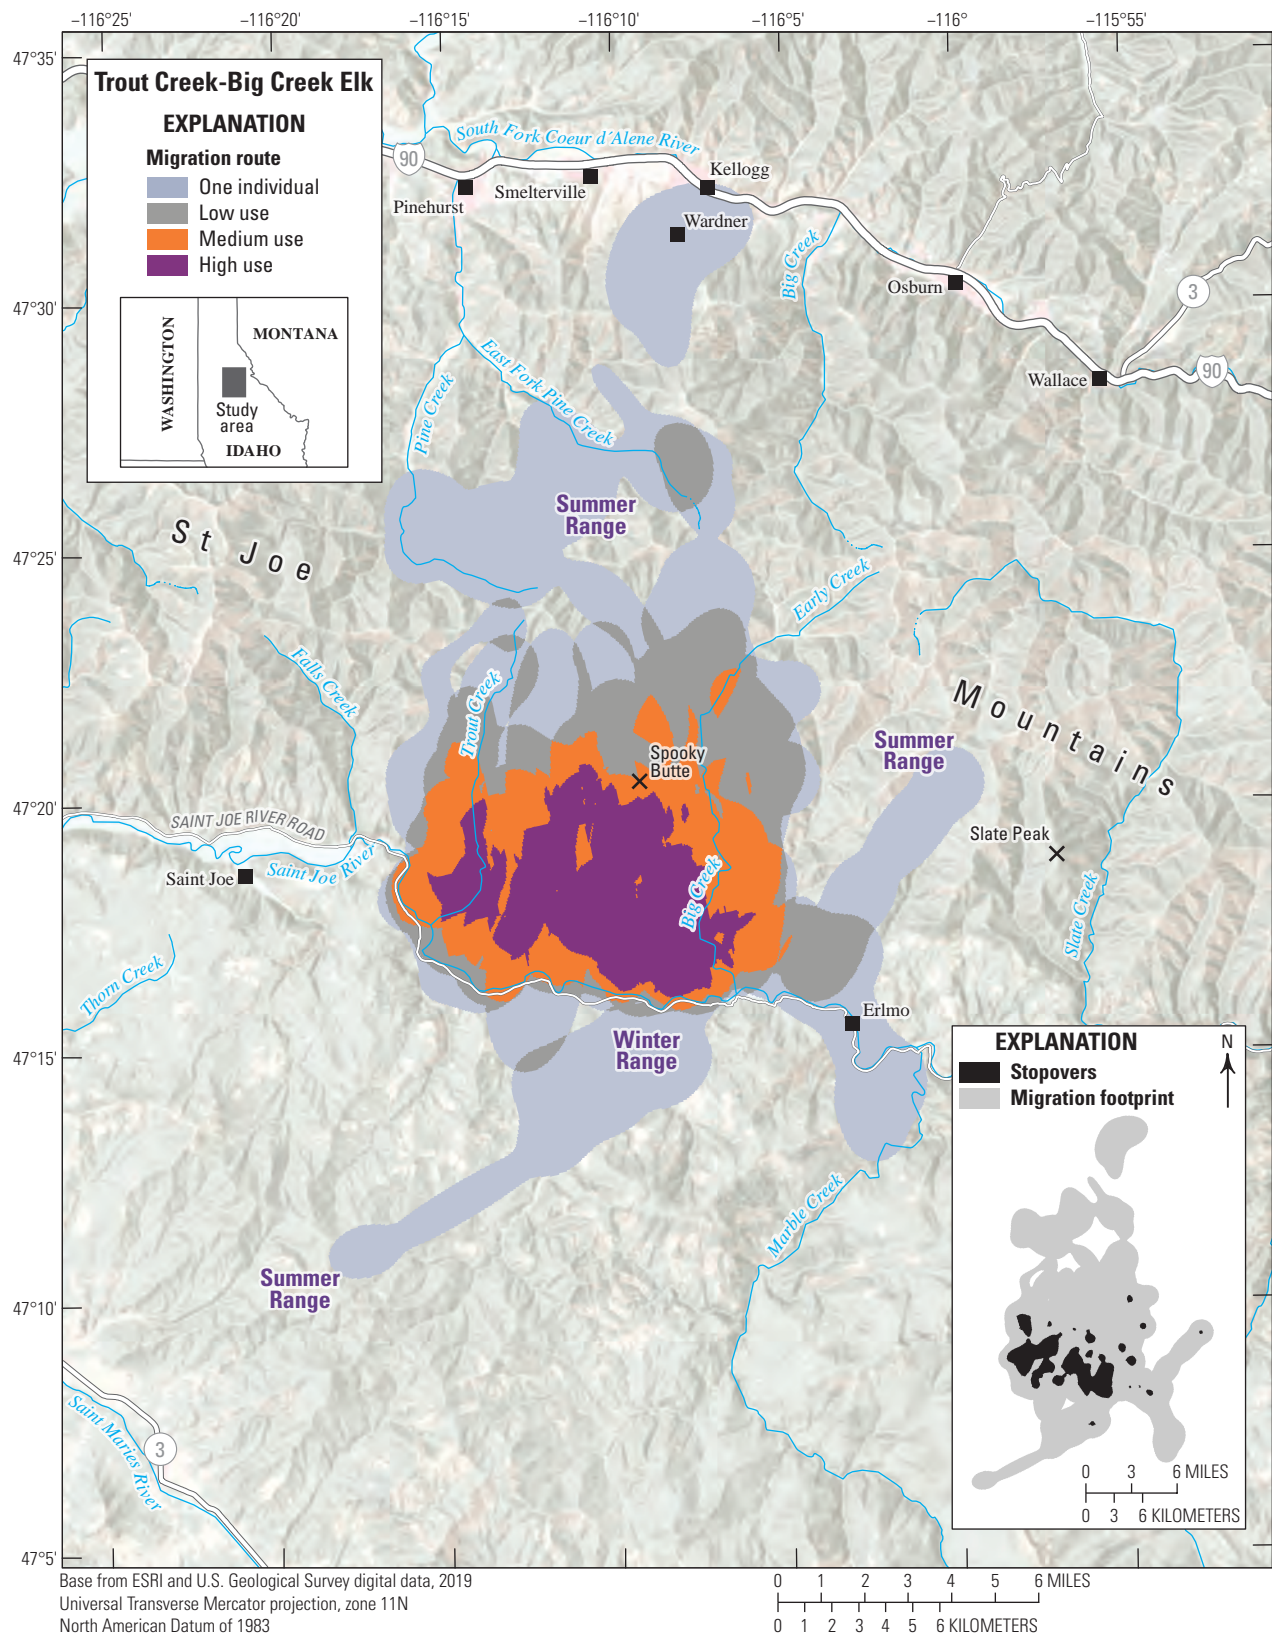 −116°25'
−116°20'
−116°15'
−116°10'
−116°5'
−116°
−115°55'
47°35'
47°30'
47°25'
47°20'
47°15'
47°10'
47°5'
Trout Creek-Big Creek Elk
EXPLANATION
Migration route
One individual
Low use
Medium use
High use
WASHINGTON
MONTANA
Study
area
IDAHO
South Fork Coeur d'Alene River
90
Pinehurst
Smelterville
Kellogg
Wardner
Big Creek
Osburn
3
Wallace
90
East Fork Pine Creek
Pine Creek
Summer
Range
St Joe
Early Creek
Falls Creek
Trout Creek
Mountains
Summer
Range
Spooky
Butte
SAINT JOE RIVER ROAD
Saint Joe River
Saint Joe
Slate Peak
Big Creek
Slate Creek
Thorn Creek
Erlmo
Winter
Range
Marble Creek
Summer
Range
3
Saint Maries River
EXPLANATION
N
Stopovers
Migration footprint
0 3 6 MILES
0 3 6 KILOMETERS
Base from ESRI and U.S. Geological Survey digital data, 2019
Universal Transverse Mercator projection, zone 11N
North American Datum of 1983
0 1 2 3 4 5 6 MILES
0 1 2 3 4 5 6 KILOMETERS